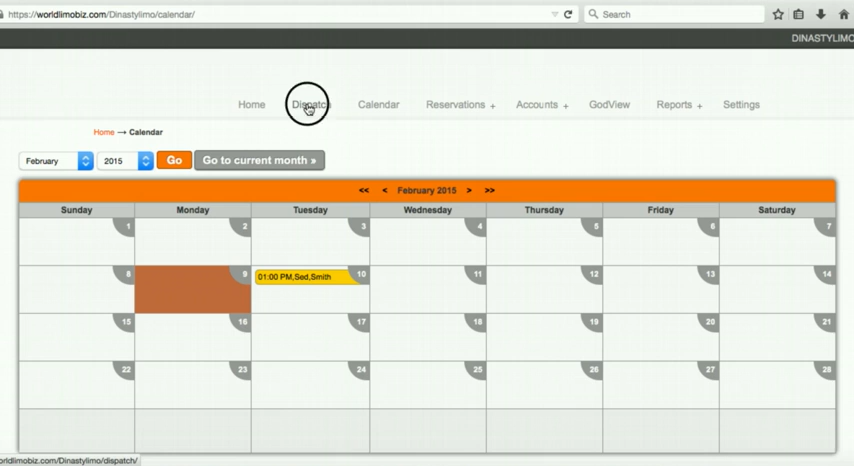 https://worldlimobiz.com/Dinastylimo/calendar/
Search
DINASTYLIMO
Home Dispatch Calendar Reservations + Accounts + GodView Reports + Settings
Home → Calendar
February 2015 Go Go to current month »
<< < February 2015 > >>
Sunday Monday Tuesday Wednesday Thursday Friday Saturday
1 2 3 4 5 6 7
8 9 01:00 PM,Sed,Smith 10 11 12 13 14
15 16 17 18 19 20 21
22 23 24 25 26 27 28
orldlimobiz.com/Dinastylimo/dispatch/